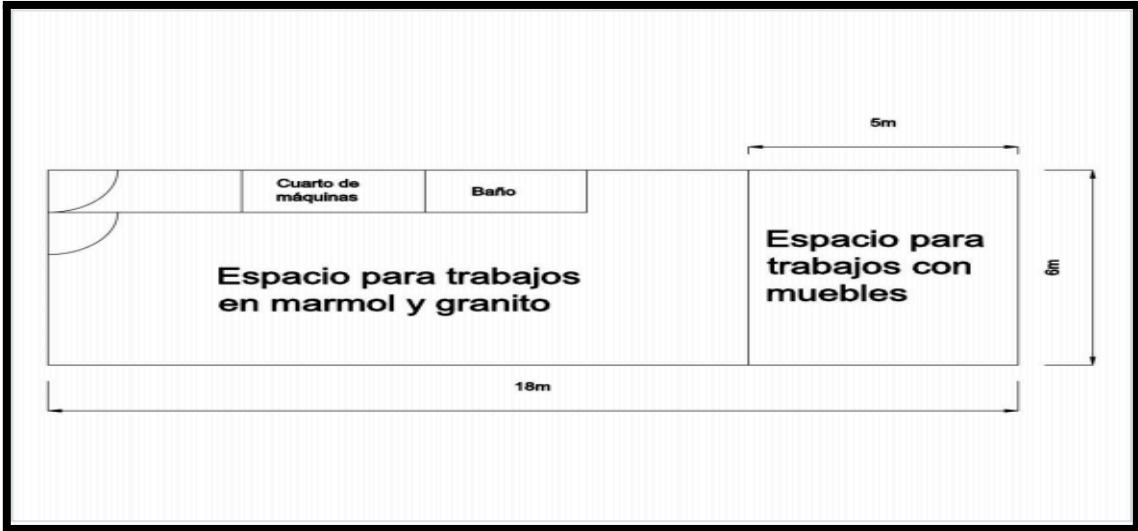 5m
Cuarto de
máquinas
Baño
Espacio para
trabajos con
muebles
6m
Espacio para trabajos
en marmol y granito
18m